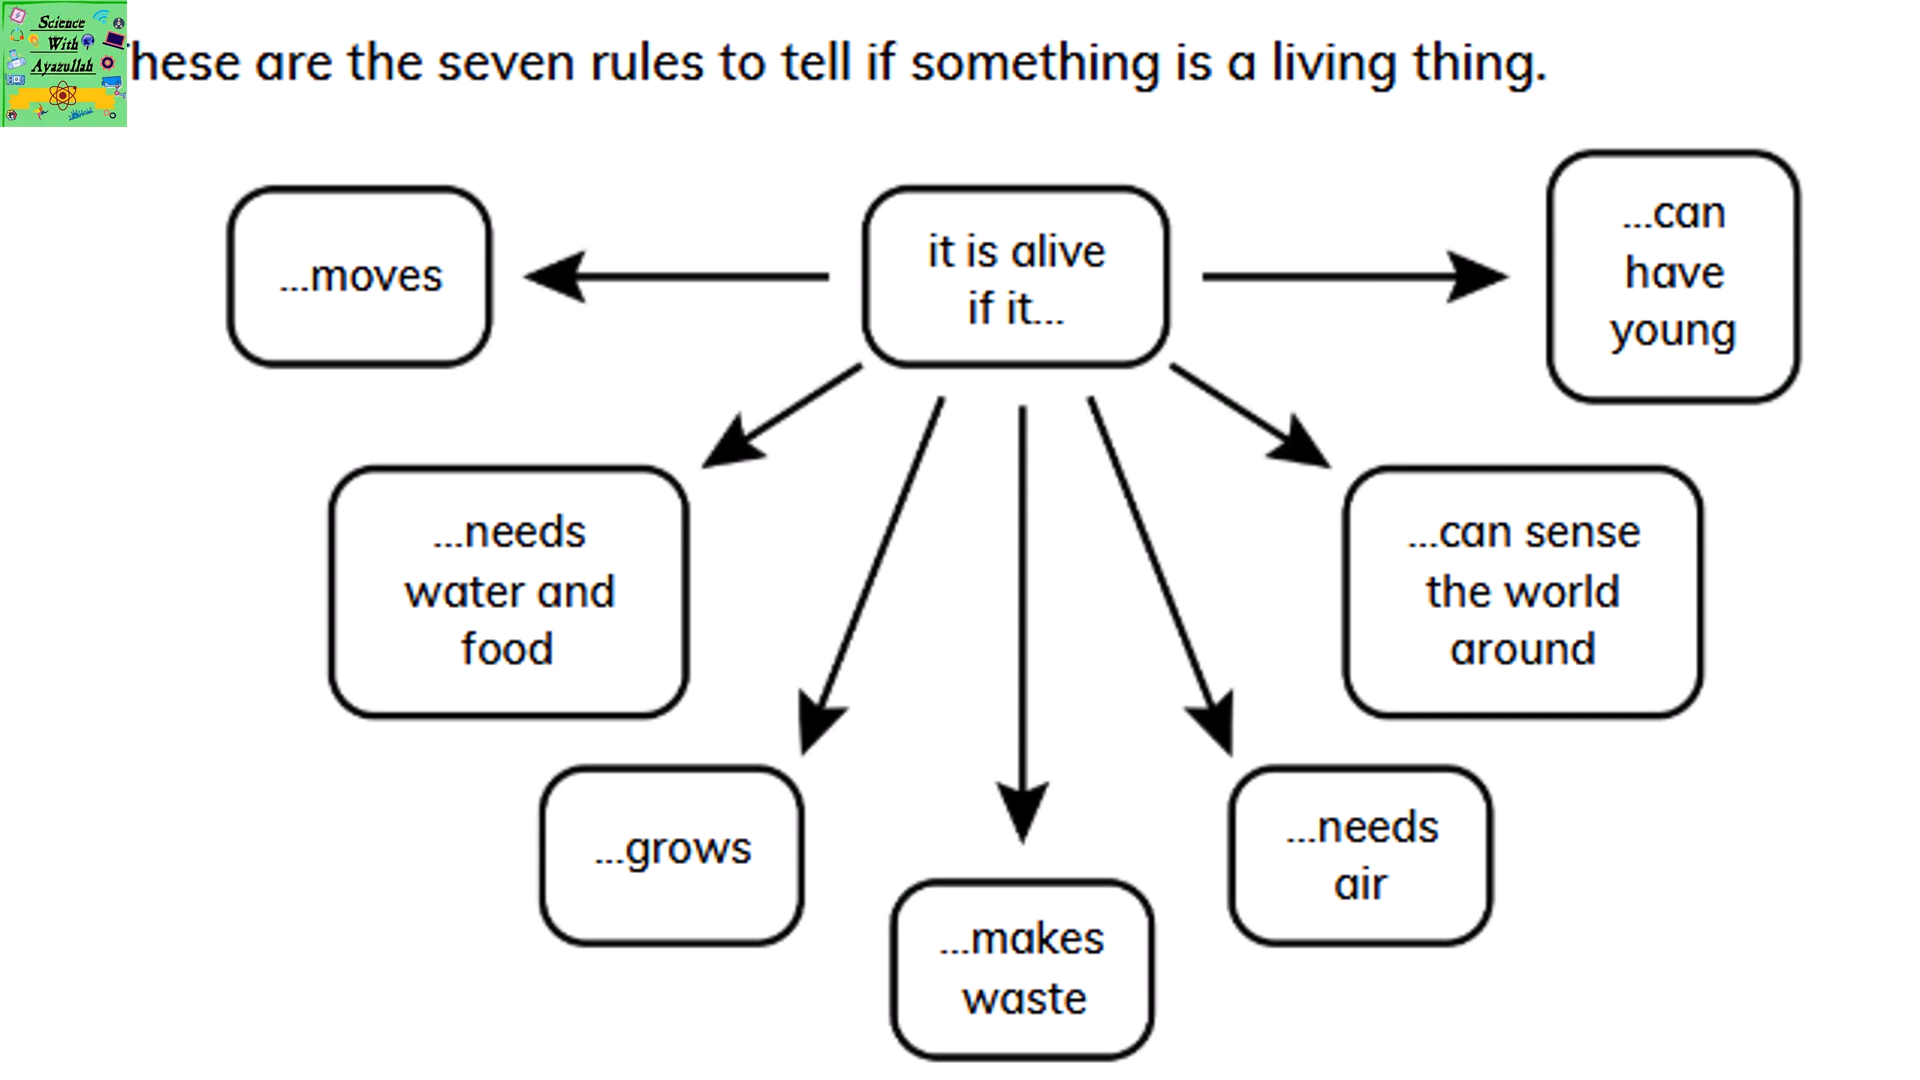 Science
With
Ayazullah
These are the seven rules to tell if something is a living thing.
...moves
it is alive
if it...
...can
have
young
...needs
water and
food
...can sense
the world
around
...grows
...makes
waste
...needs
air